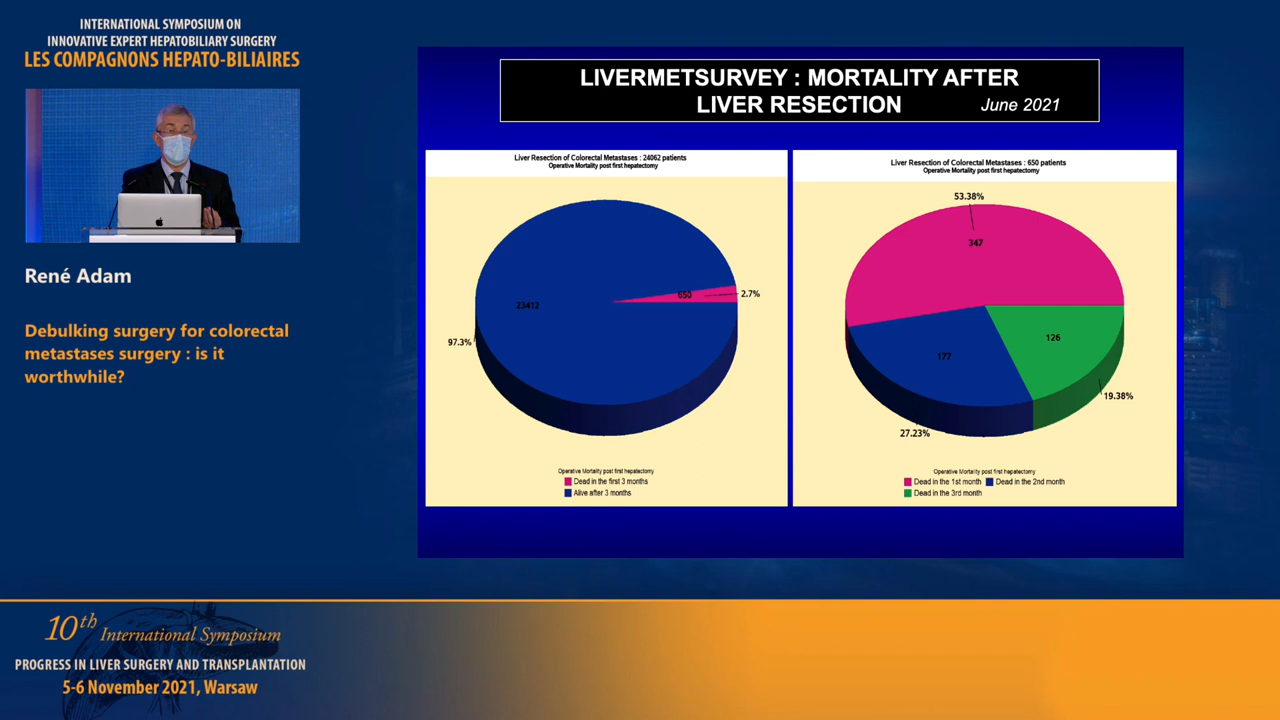 INTERNATIONAL SYMPOSIUM ON
INNOVATIVE EXPERT HEPATOBILIARY SURGERY
LES COMPAGNONS HEPATO-BILIAIRES
René Adam
Debulking surgery for colorectal
metastases surgery : is it
worthwhile?
LIVERMETSURVEY : MORTALITY AFTER
LIVER RESECTION June 2021
Liver Resection of Colorectal Metastases : 24062 patients
Operative Mortality post first hepatectomy
23412
650
2.7%
97.3%
Operative Mortality post first hepatectomy
Dead in the first 3 months
Alive after 3 months
Liver Resection of Colorectal Metastases : 650 patients
Operative Mortality post first hepatectomy
53.38%
347
126
177
19.38%
27.23%
Operative Mortality post first hepatectomy
Dead in the 1st month Dead in the 2nd month
Dead in the 3rd month
10th International Symposium
PROGRESS IN LIVER SURGERY AND TRANSPLANTATION
5-6 November 2021, Warsaw